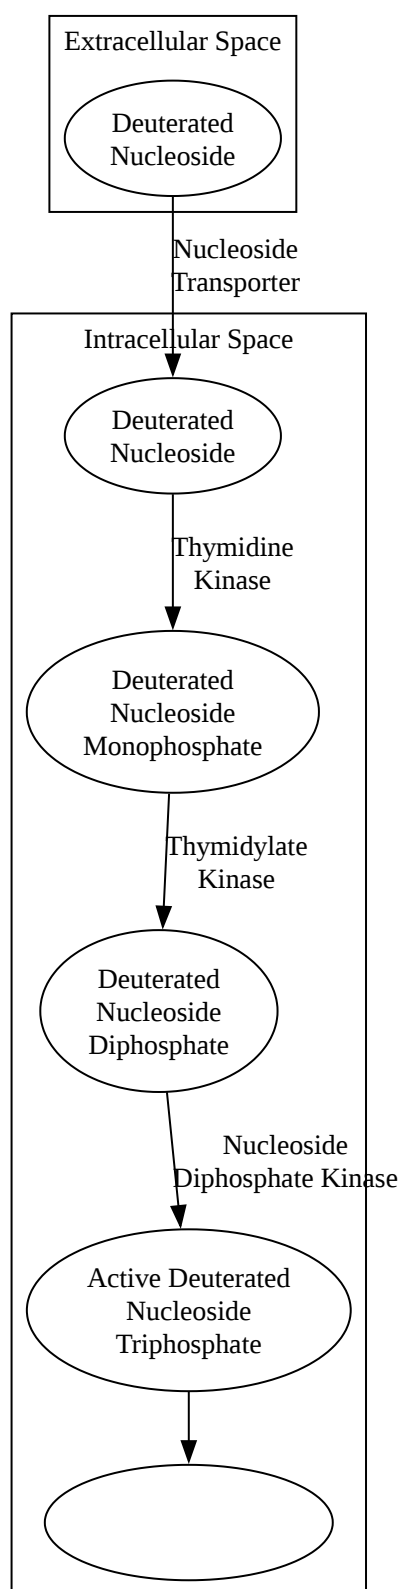 Extracellular Space
Deuterated
Nucleoside
Nucleoside
Transporter
Intracellular Space
Deuterated
Nucleoside
Thymidine
Kinase
Deuterated
Nucleoside
Monophosphate
Thymidylate
Kinase
Deuterated
Nucleoside
Diphosphate
Nucleoside
Diphosphate Kinase
Active Deuterated
Nucleoside
Triphosphate